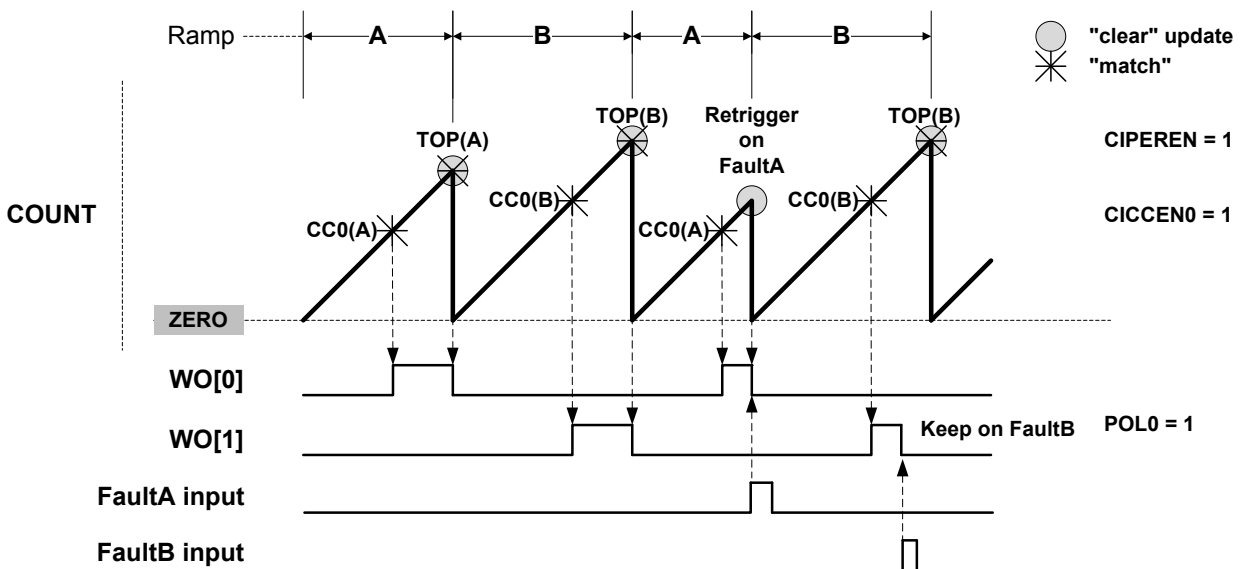 Ramp
A
B
A
B
"clear" update
"match"
TOP(A)
TOP(B)
Retrigger
on
FaultA
TOP(B)
CIPEREN = 1
COUNT
CC0(A)
CC0(B)
CC0(A)
CC0(B)
CICCEN0 = 1
ZERO
WO[0]
WO[1]
Keep on FaultB
POL0 = 1
FaultA input
FaultB input